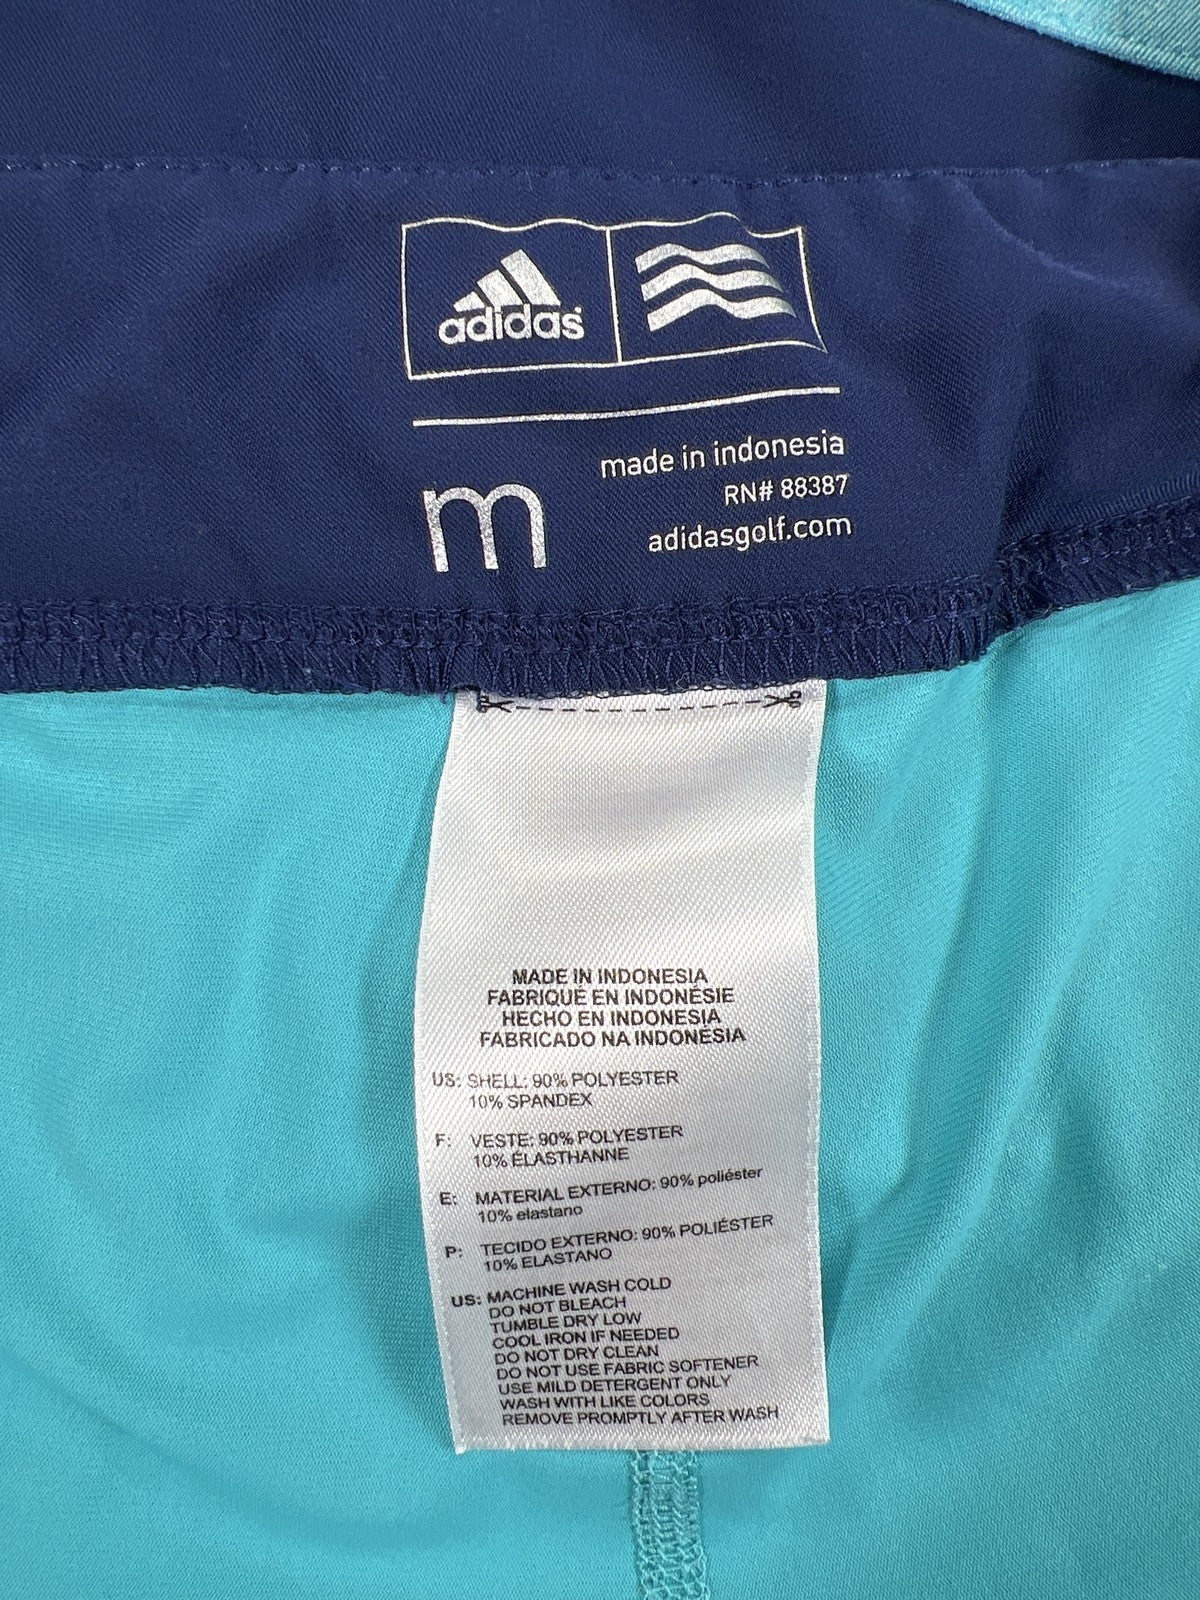 adidas
made in indonesia
m
RN# 88387
adidasgolf.com
MADE IN INDONESIA
FABRIQUÉ EN INDONÉSIE
HECHO EN INDONESIA
FABRICADO NA INDONÉSIA
US: SHELL: 90% POLYESTER
10% SPANDEX
F: VESTE: 90% POLYESTER
10% ÉLASTHANNE
E: MATERIAL EXTERNO: 90% poliéster
10% elastano
P: TECIDO EXTERNO: 90% POLIÉSTER
10% ELASTANO
US: MACHINE WASH COLD
DO NOT BLEACH
TUMBLE DRY LOW
COOL IRON IF NEEDED
DO NOT DRY CLEAN
DO NOT USE FABRIC SOFTENER
USE MILD DETERGENT ONLY
WASH WITH LIKE COLORS
REMOVE PROMPTLY AFTER WASH